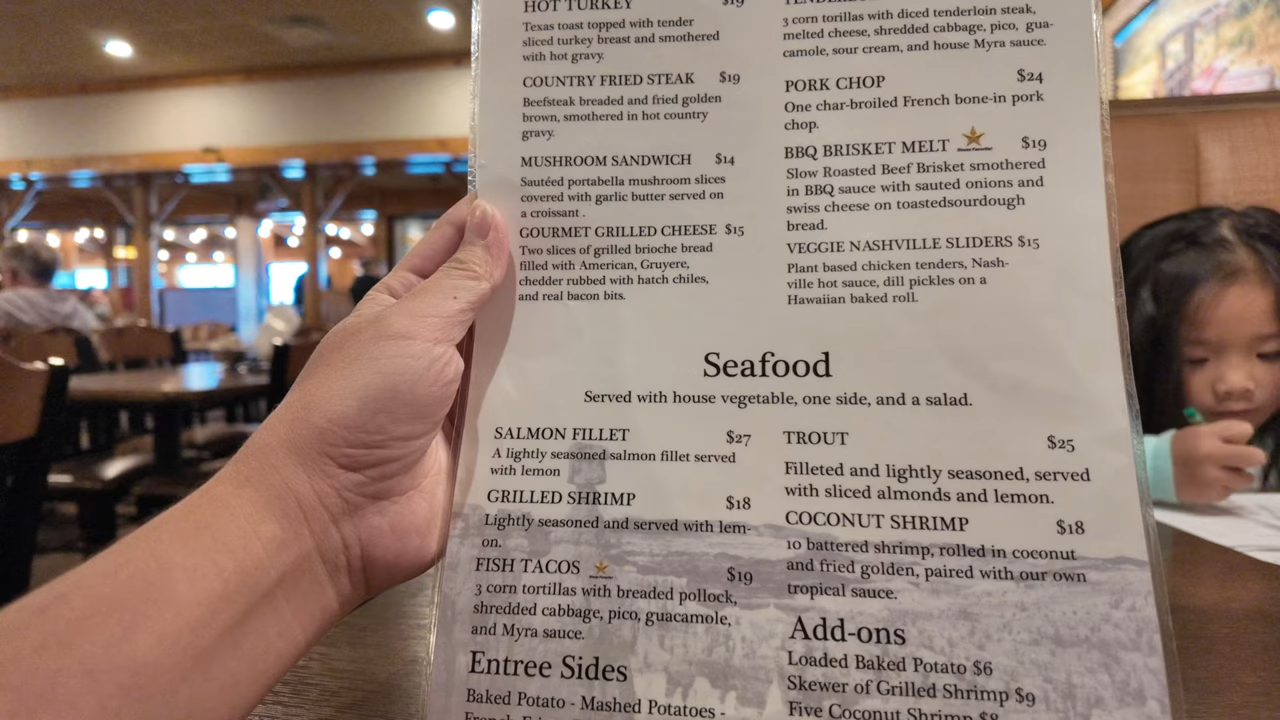 HOT TURKEY $19
Texas toast topped with tender
sliced turkey breast and smothered
with hot gravy.
COUNTRY FRIED STEAK $19
Beefsteak breaded and fried golden
brown, smothered in hot country
gravy.
MUSHROOM SANDWICH $14
Sautéed portabella mushroom slices
covered with garlic butter served on
a croissant .
GOURMET GRILLED CHEESE $15
Two slices of grilled brioche bread
filled with American, Gruyere,
chedder rubbed with hatch chiles,
and real bacon bits.
3 corn torillas with diced tenderloin steak,
melted cheese, shredded cabbage, pico, gua-
camole, sour cream, and house Myra sauce.
PORK CHOP $24
One char-broiled French bone-in pork
chop.
BBQ BRISKET MELT $19
Slow Roasted Beef Brisket smothered
in BBQ sauce with sauted onions and
swiss cheese on toastedsourdough
bread.
VEGGIE NASHVILLE SLIDERS $15
Plant based chicken tenders, Nash-
ville hot sauce, dill pickles on a
Hawaiian baked roll.
Seafood
Served with house vegetable, one side, and a salad.
SALMON FILLET $27
A lightly seasoned salmon fillet served
with lemon
GRILLED SHRIMP $18
Lightly seasoned and served with lem-
on.
FISH TACOS $19
3 corn tortillas with breaded pollock,
shredded cabbage, pico, guacamole,
and Myra sauce.
TROUT $25
Filleted and lightly seasoned, served
with sliced almonds and lemon.
COCONUT SHRIMP $18
10 battered shrimp, rolled in coconut
and fried golden, paired with our own
tropical sauce.
Entree Sides
Baked Potato - Mashed Potatoes -
Add-ons
Loaded Baked Potato $6
Skewer of Grilled Shrimp $9
Five Coconut Shrimp $8